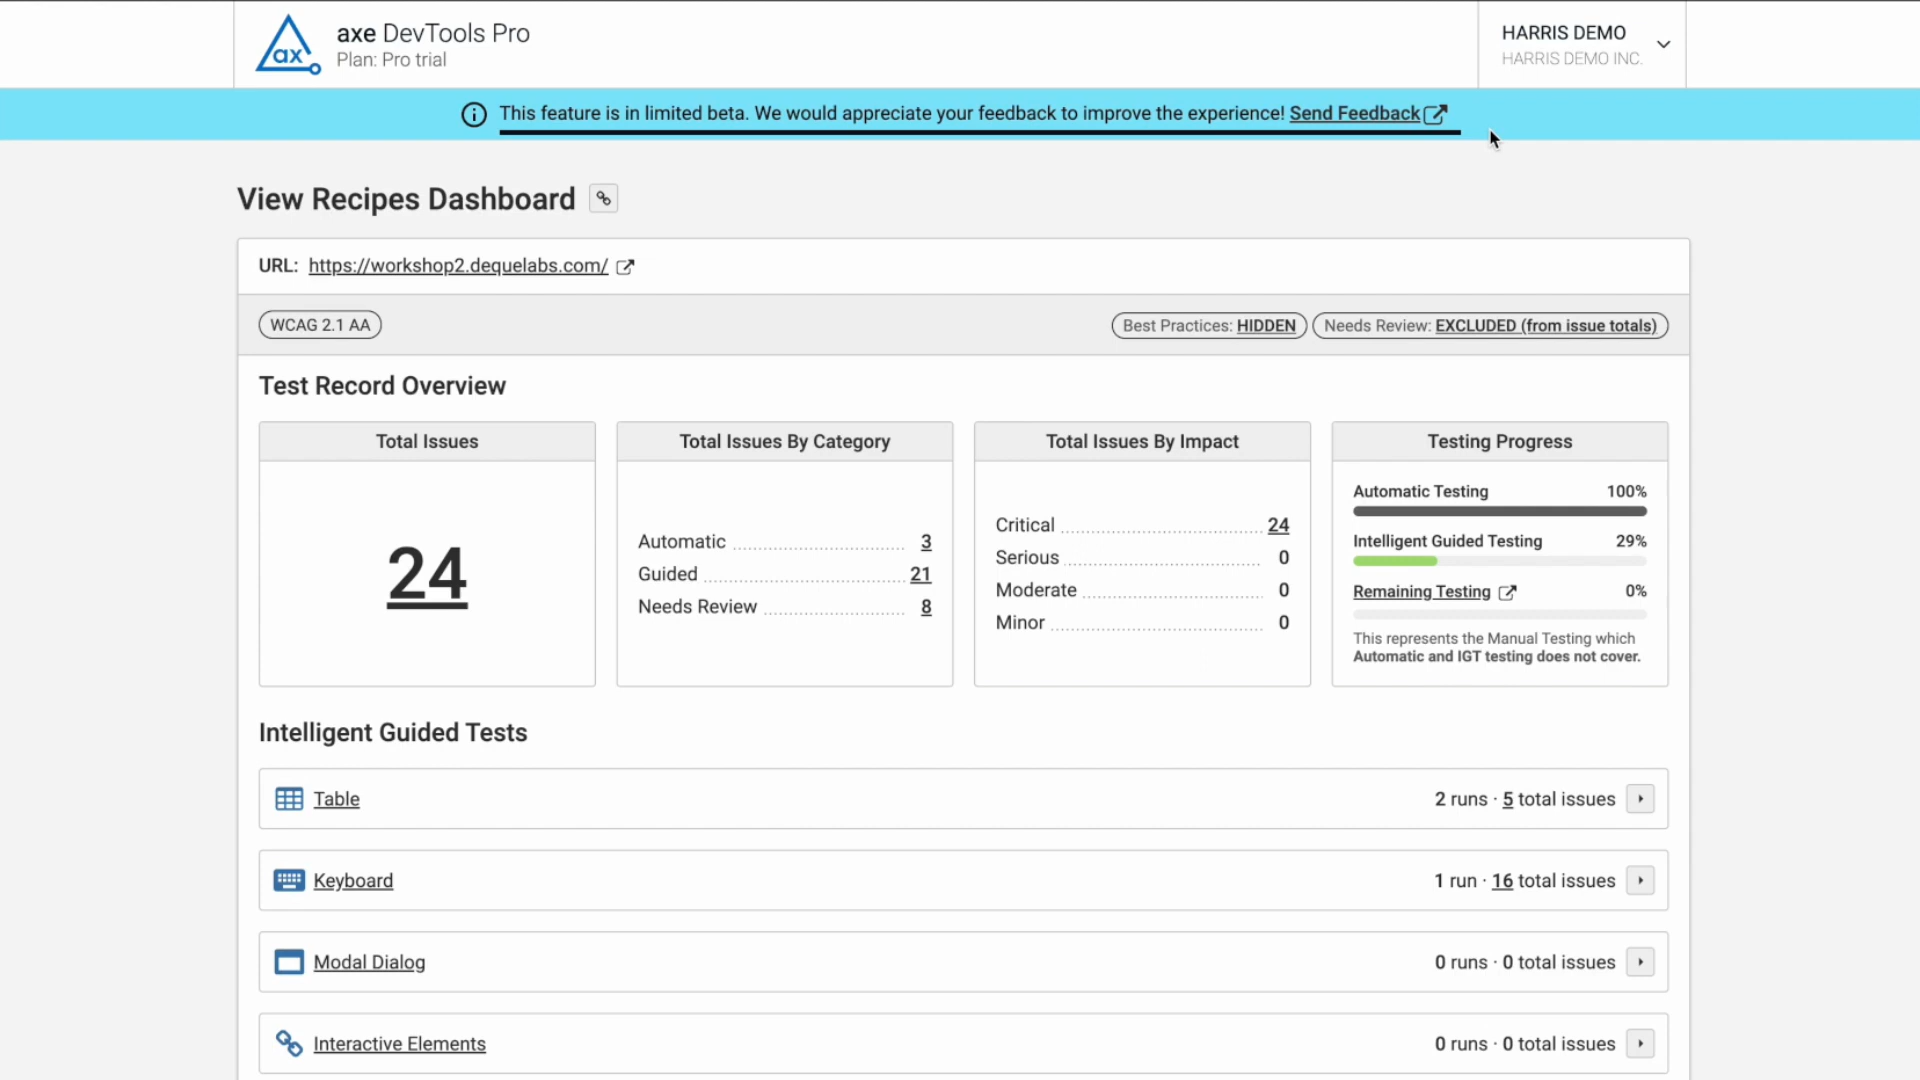 ax
axe DevTools Pro
Plan: Pro trial
HARRIS DEMO
HARRIS DEMO INC.
This feature is in limited beta. We would appreciate your feedback to improve the experience! Send Feedback
View Recipes Dashboard
URL: https://workshop2.dequelabs.com/
WCAG 2.1 AA
Best Practices: HIDDEN
Needs Review: EXCLUDED (from issue totals)
Test Record Overview
Total Issues
24
Total Issues By Category
Automatic 3
Guided 21
Needs Review 8
Total Issues By Impact
Critical 24
Serious 0
Moderate 0
Minor 0
Testing Progress
Automatic Testing 100%
Intelligent Guided Testing 29%
Remaining Testing 0%
This represents the Manual Testing which
Automatic and IGT testing does not cover.
Intelligent Guided Tests
Table 2 runs · 5 total issues
Keyboard 1 run · 16 total issues
Modal Dialog 0 runs · 0 total issues
Interactive Elements 0 runs · 0 total issues